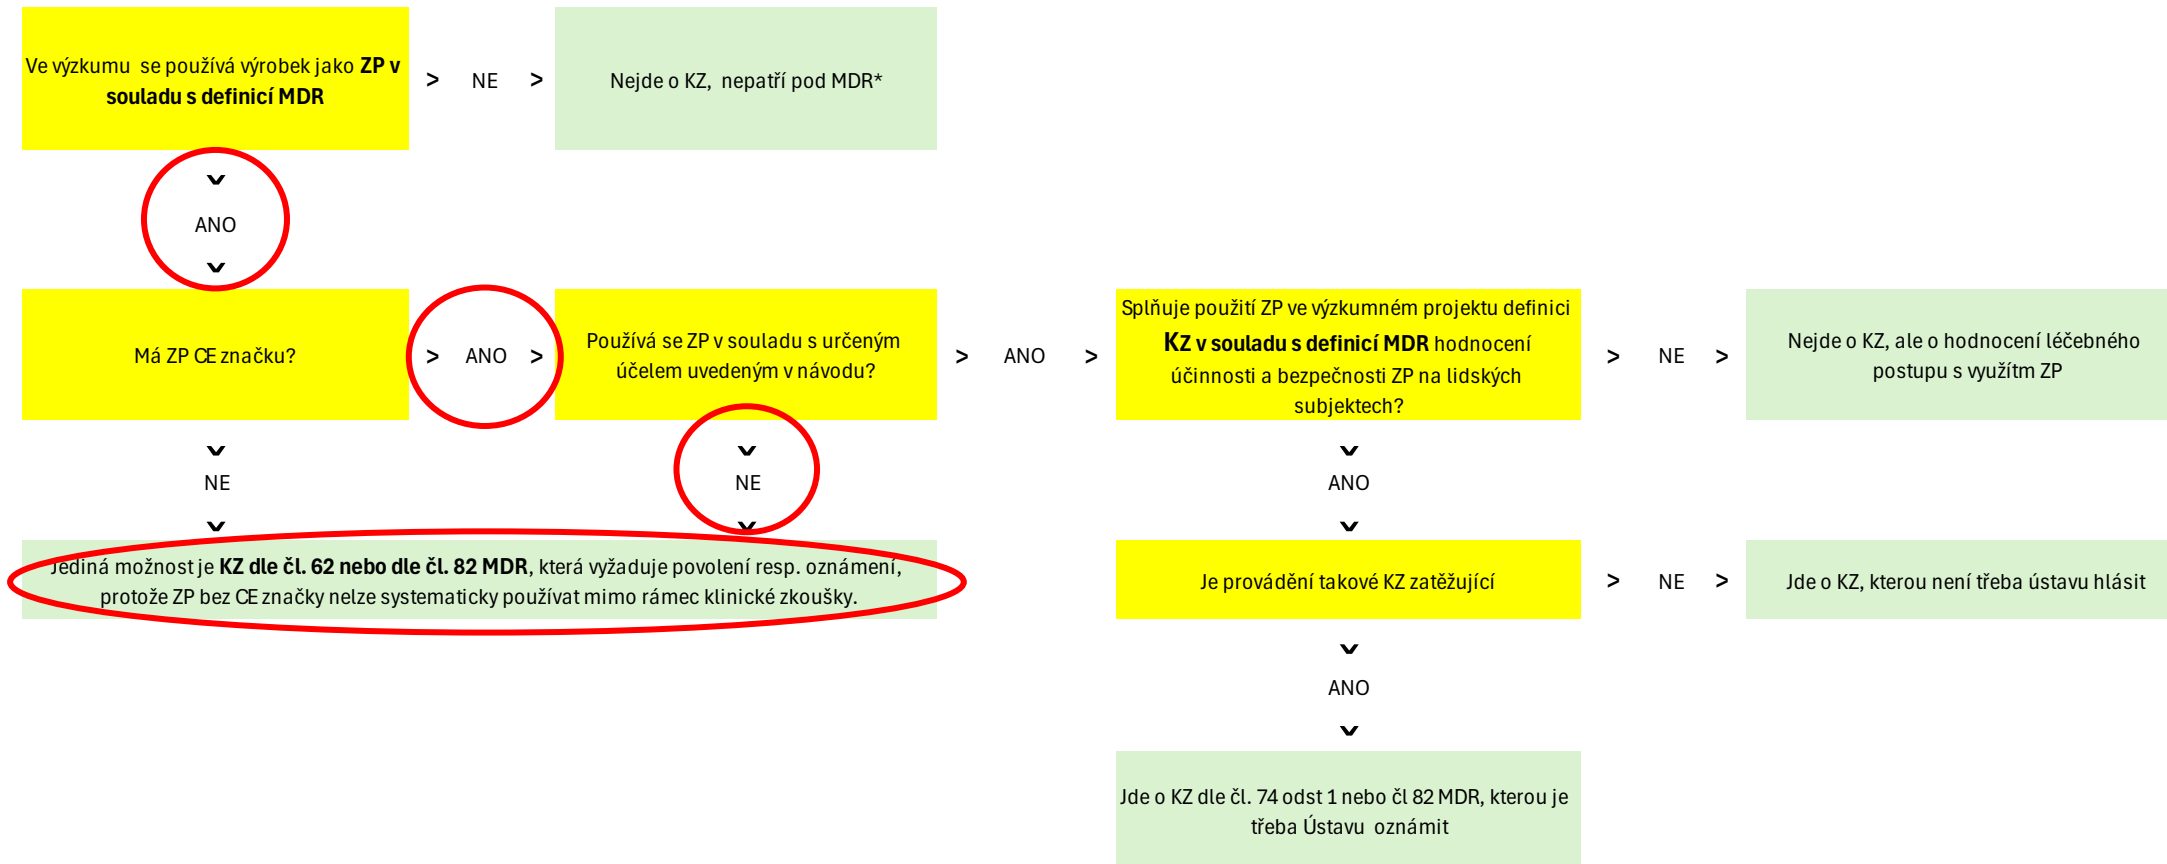 Ve výzkumu se používá výrobek jako ZP v
souladu s definicí MDR
> NE >
Nejde o KZ, nepatří pod MDR*
ANO
Má ZP CE značku?
> ANO >
Používá se ZP v souladu s určeným
účelem uvedeným v návodu?
> ANO >
Splňuje použití ZP ve výzkumném projektu definici
KZ v souladu s definicí MDR hodnocení
účinnosti a bezpečnosti ZP na lidských
subjektech?
> NE >
Nejde o KZ, ale o hodnocení léčebného
postupu s využítm ZP
NE
NE
ANO
Jediná možnost je KZ dle čl. 62 nebo dle čl. 82 MDR, která vyžaduje povolení resp. oznámení,
protože ZP bez CE značky nelze systematicky používat mimo rámec klinické zkoušky.
Je provádění takové KZ zatěžující
> NE >
Jde o KZ, kterou není třeba ústavu hlásit
ANO
Jde o KZ dle čl. 74 odst 1 nebo čl 82 MDR, kterou je
třeba Ústavu oznámit